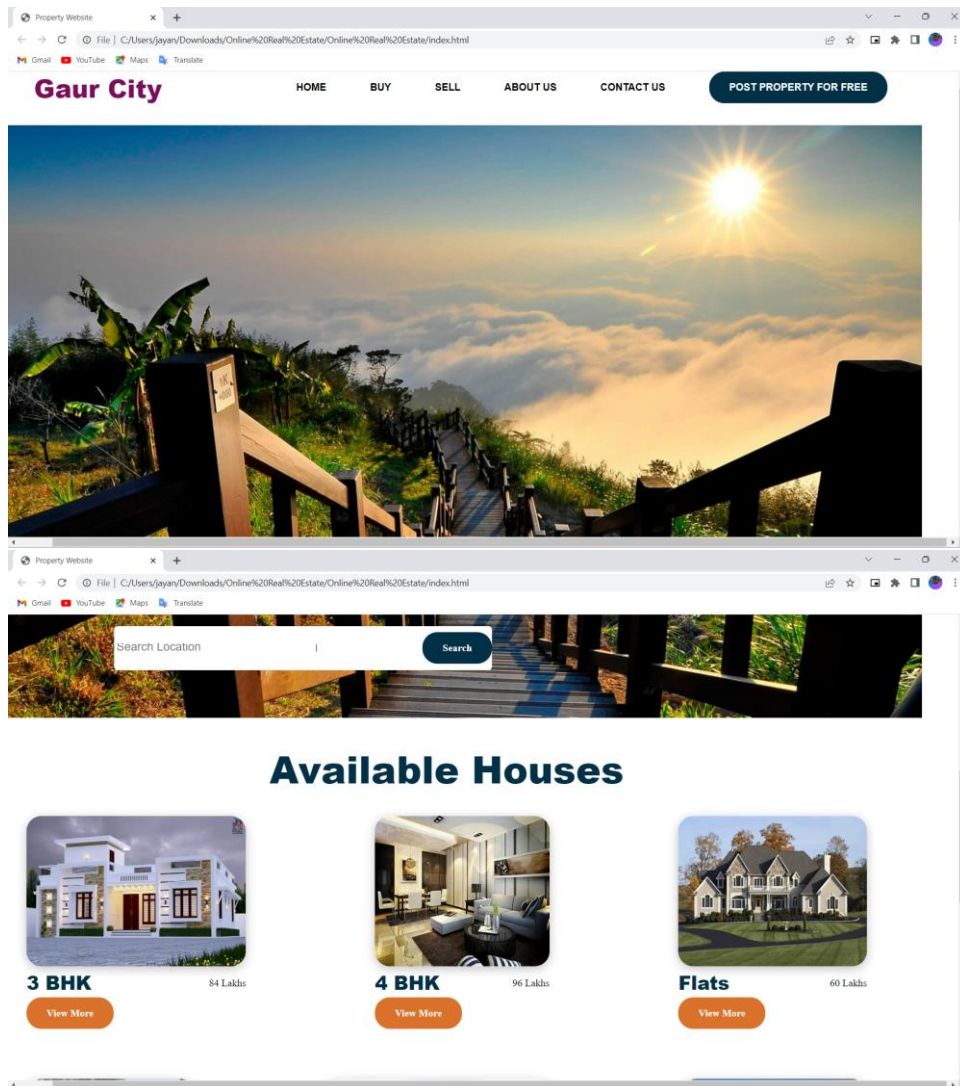 Property Website
File | C:/Users/jayan/Downloads/Online%20Real%20Estate/Online%20Real%20Estate/index.html
Gmail YouTube Maps Translate
Gaur City HOME BUY SELL ABOUT US CONTACT US POST PROPERTY FOR FREE
Property Website
File | C:/Users/jayan/Downloads/Online%20Real%20Estate/Online%20Real%20Estate/index.html
Gmail YouTube Maps Translate
Search Location Search
Available Houses
3 BHK 84 Lakhs 4 BHK 96 Lakhs Flats 60 Lakhs
View More View More View More